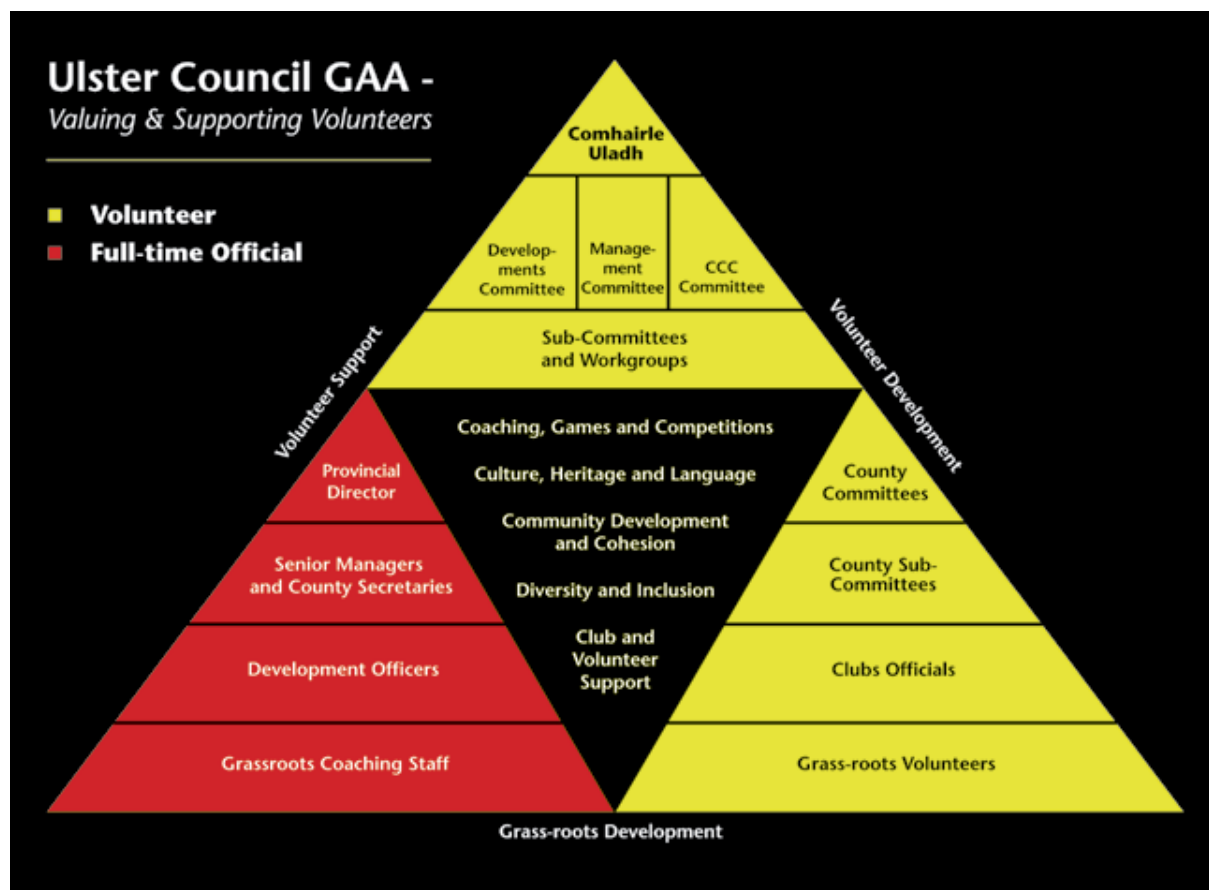 Ulster Council GAA -
Valuing & Supporting Volunteers
Volunteer
Full-time Official
Comhairle
Uladh
Develop-
ments
Committee
Manage-
ment
Committee
CCC
Committee
Sub-Committees
and Workgroups
Volunteer Support
Volunteer Development
Provincial
Director
Senior Managers
and County Secretaries
Development Officers
Grassroots Coaching Staff
Coaching, Games and Competitions
Culture, Heritage and Language
Community Development
and Cohesion
Diversity and Inclusion
Club and
Volunteer
Support
County
Committees
County Sub-
Committees
Clubs Officials
Grass-roots Volunteers
Grass-roots Development